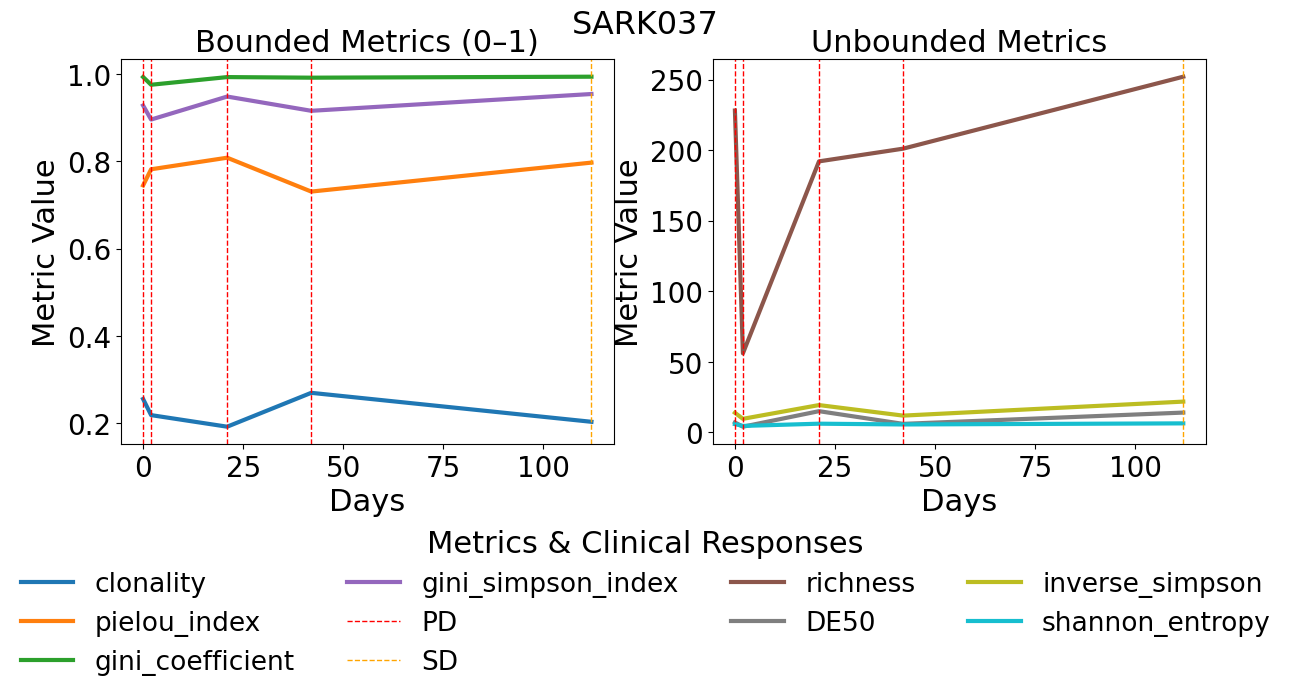 SARK037
Bounded Metrics (0–1)
Unbounded Metrics
Metric Value
1.0
0.8
0.6
0.4
0.2
0 25 50 75 100
Days
Metric Value
250
200
150
100
50
0
0 25 50 75 100
Days
Metrics & Clinical Responses
clonality gini_simpson_index richness inverse_simpson
pielou_index PD DE50 shannon_entropy
gini_coefficient SD